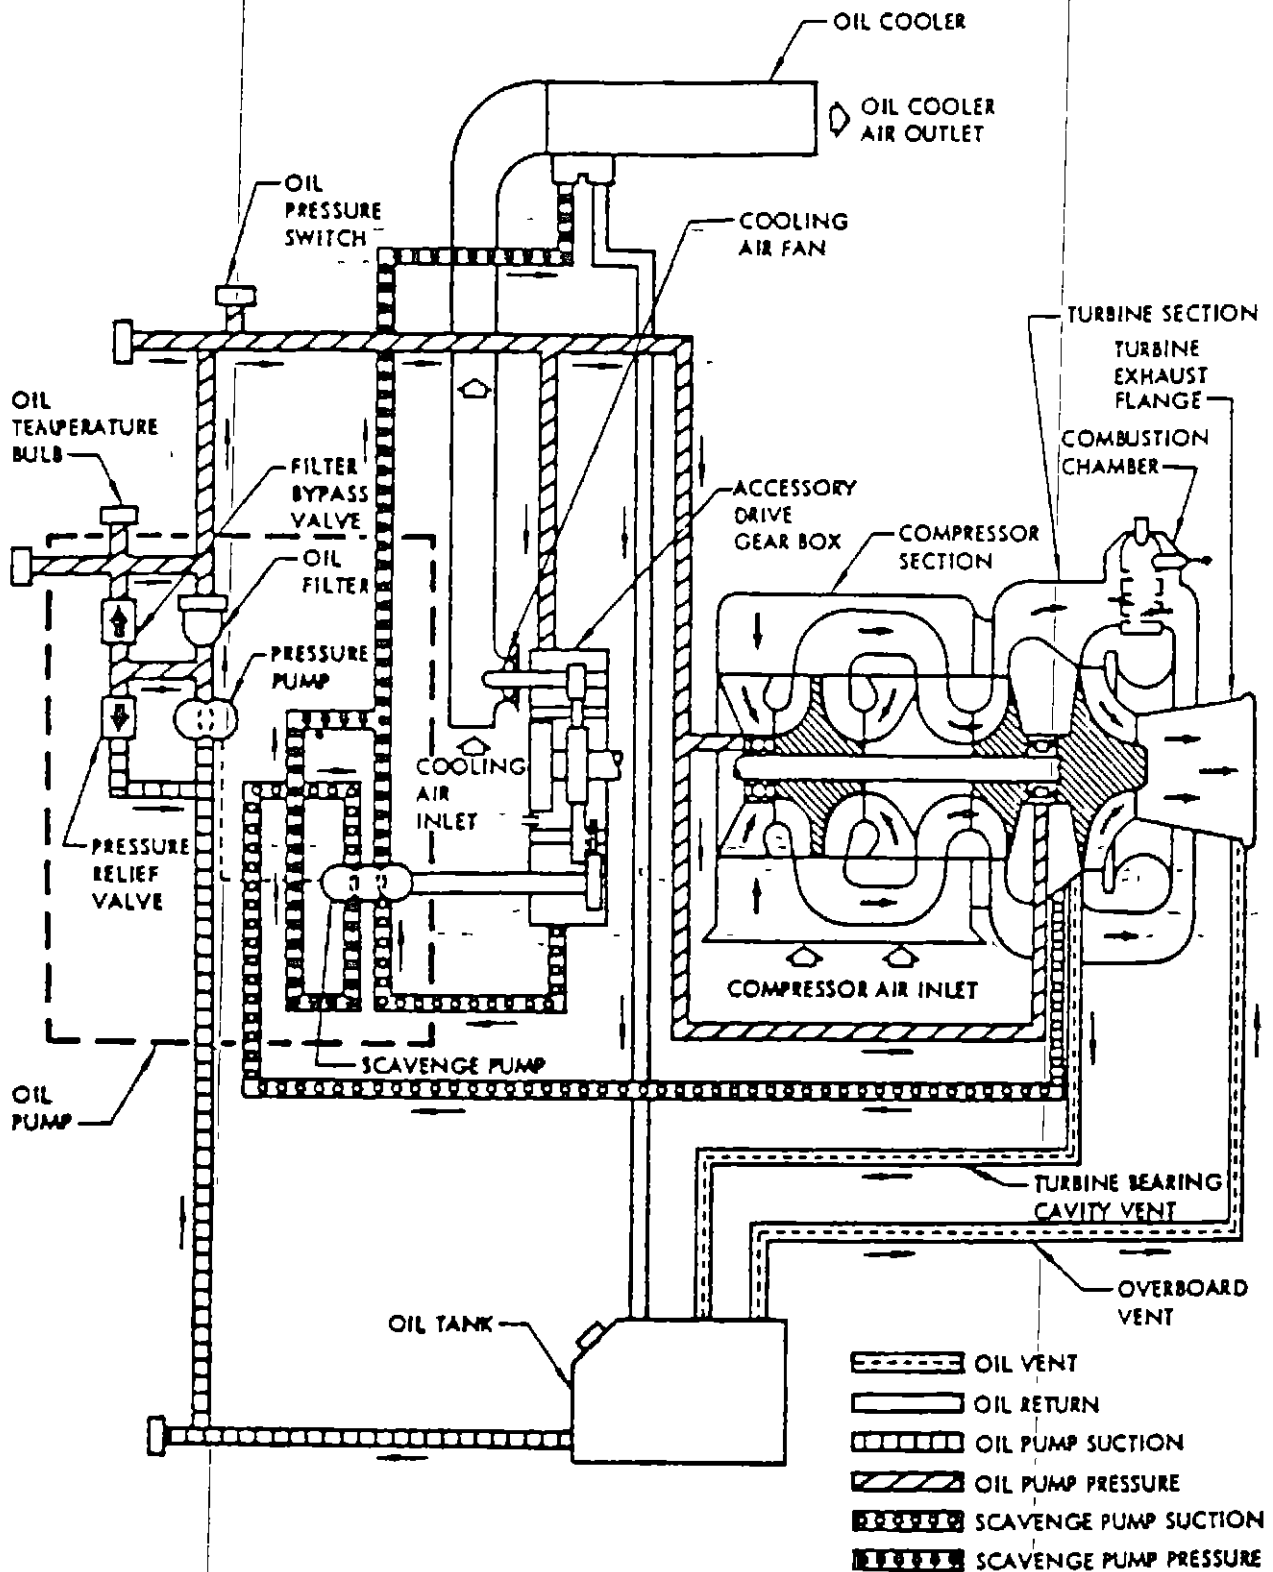 OIL COOLER
OIL COOLER
AIR OUTLET
OIL
PRESSURE
SWITCH
COOLING
AIR FAN
TURBINE SECTION
TURBINE
EXHAUST
FLANGE
COMBUSTION
CHAMBER
OIL
TEMPERATURE
BULB
FILTER
BYPASS
VALVE
OIL
FILTER
ACCESSORY
DRIVE
GEAR BOX
COMPRESSOR
SECTION
PRESSURE
PUMP
COOLING
AIR
INLET
PRESSURE
RELIEF
VALVE
COMPRESSOR AIR INLET
SCAVENGE PUMP
OIL
PUMP
TURBINE BEARING
CAVITY VENT
OVERBOARD
VENT
OIL TANK
OIL VENT
OIL RETURN
OIL PUMP SUCTION
OIL PUMP PRESSURE
SCAVENGE PUMP SUCTION
SCAVENGE PUMP PRESSURE